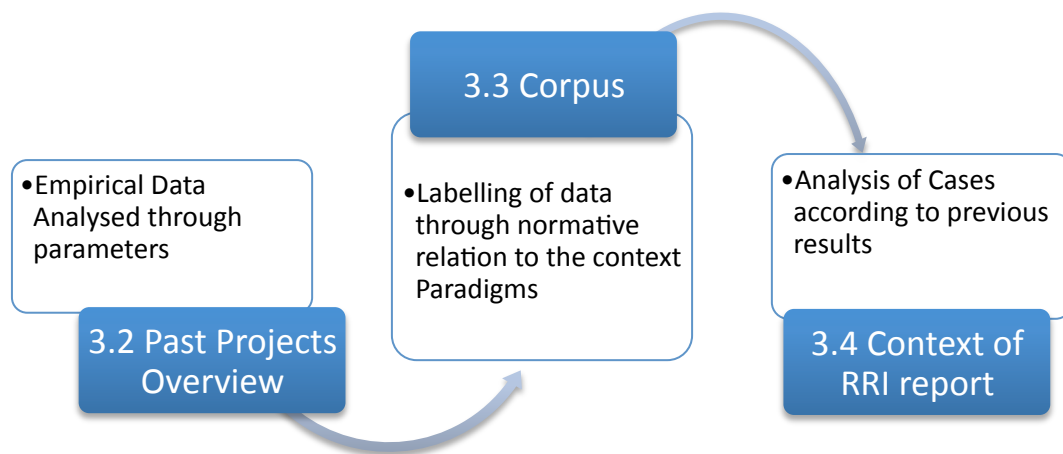 •Empirical Data
Analysed through
parameters
3.2 Past Projects
Overview
3.3 Corpus
•Labelling of data
through normative
relation to the context
Paradigms
•Analysis of Cases
according to previous
results
3.4 Context of
RRI report